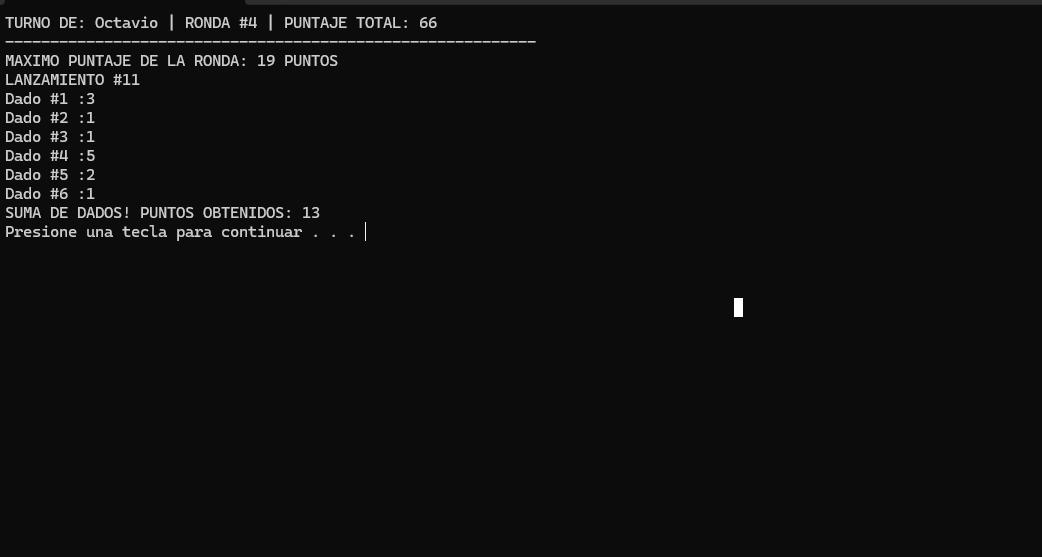 TURNO DE: Octavio | RONDA #4 | PUNTAJE TOTAL: 66
-----------------------------------------------------------
MAXIMO PUNTAJE DE LA RONDA: 19 PUNTOS
LANZAMIENTO #11
Dado #1 :3
Dado #2 :1
Dado #3 :1
Dado #4 :5
Dado #5 :2
Dado #6 :1
SUMA DE DADOS! PUNTOS OBTENIDOS: 13
Presione una tecla para continuar . . .